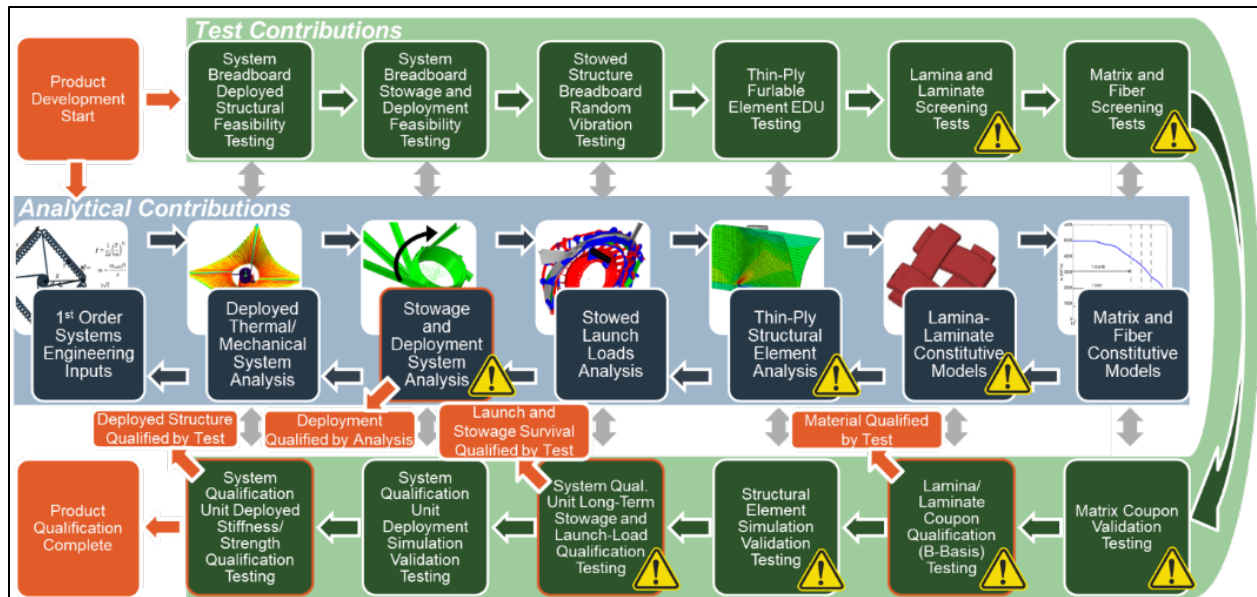 Test Contributions
Product
Development
Start
System
Breadboard
Deployed
Structural
Feasibility
Testing
System
Breadboard
Stowage and
Deployment
Feasibility
Testing
Stowed
Structure
Breadboard
Random
Vibration
Testing
Thin-Ply
Furlable
Element EDU
Testing
Lamina and
Laminate
Screening
Tests
Matrix and
Fiber
Screening
Tests
Analytical Contributions
1st Order
Systems
Engineering
Inputs
Deployed
Thermal/
Mechanical
System
Analysis
Stowage
and
Deployment
System
Analysis
Stowed
Launch
Loads
Analysis
Thin-Ply
Structural
Element
Analysis
Lamina-
Laminate
Constitutive
Models
Matrix and
Fiber
Constitutive
Models
Deployed Structure
Qualified by Test
Deployment
Qualified by Analysis
Launch and
Stowage Survival
Qualified by Test
Material Qualified
by Test
Product
Qualification
Complete
System
Qualification
Unit Deployed
Stiffness/
Strength
Qualification
Testing
System
Qualification
Unit
Deployment
Simulation
Validation
Testing
System Qual.
Unit Long-Term
Stowage and
Launch-Load
Qualification
Testing
Structural
Element
Simulation
Validation
Testing
Lamina/
Laminate
Coupon
Qualification
(B-Basis)
Testing
Matrix Coupon
Validation
Testing